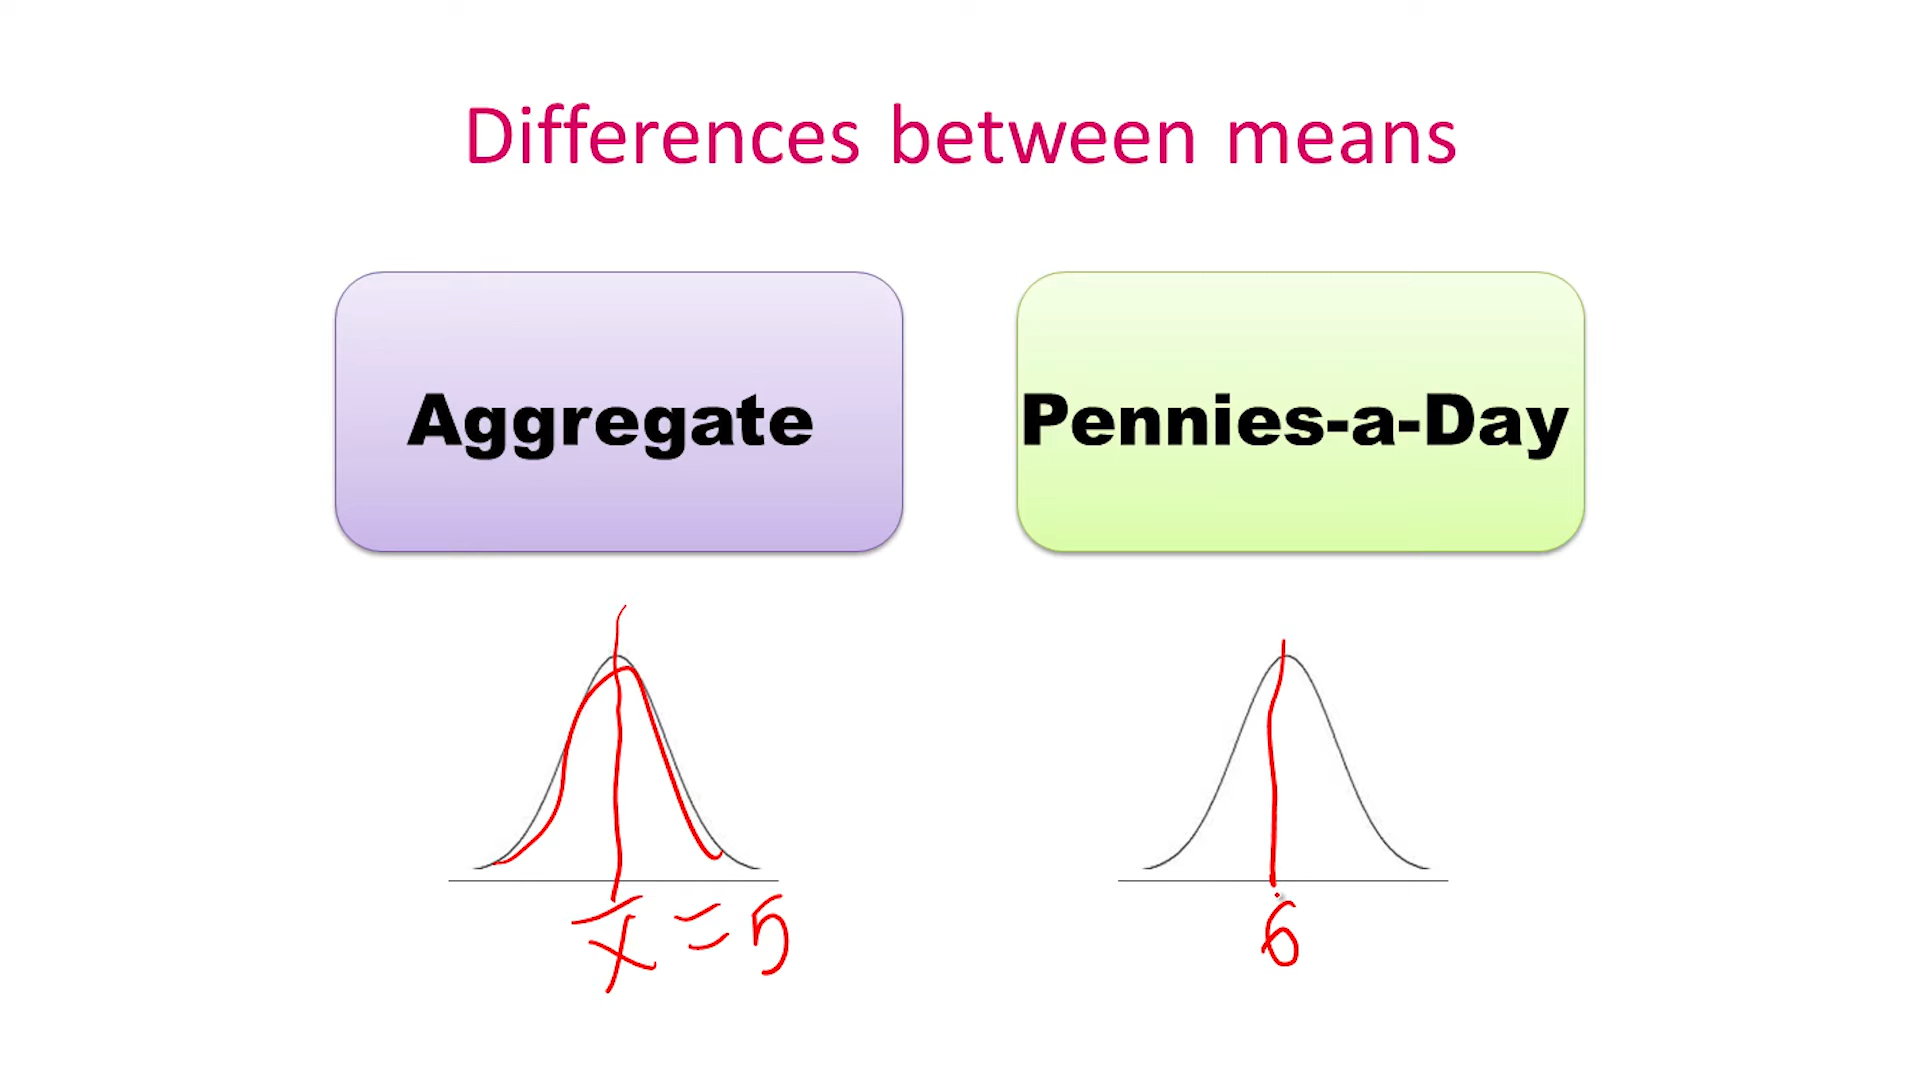 Differences between means
Aggregate
Pennies-a-Day
x̅ = 5
6